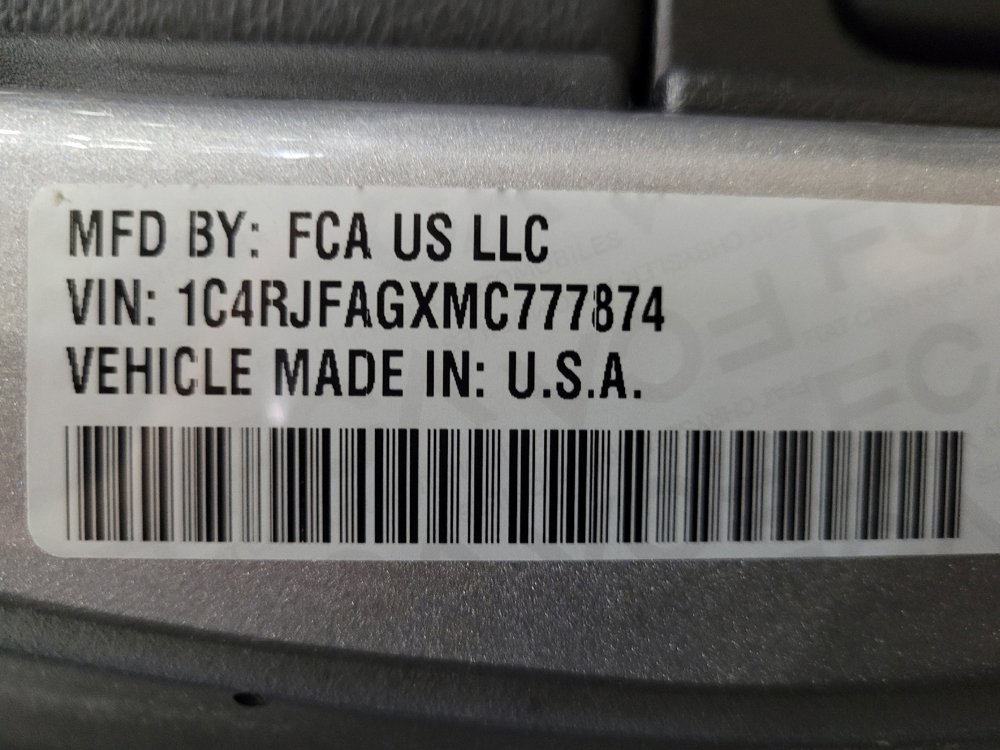 MFD BY: FCA US LLC
VIN: 1C4RJFAGXMC777874
VEHICLE MADE IN: U.S.A.